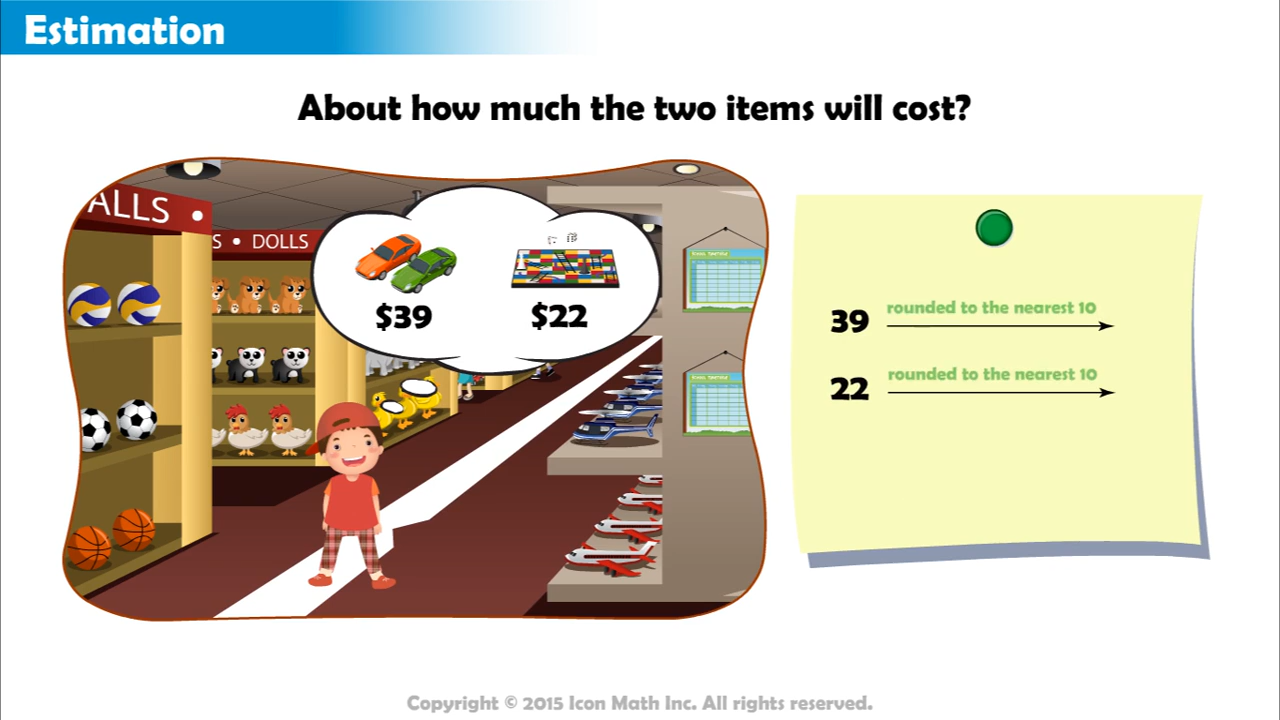 Estimation
About how much the two items will cost?
ALLS •
S • DOLLS
$39 $22
39 rounded to the nearest 10
22 rounded to the nearest 10
Copyright © 2015 Icon Math Inc. All rights reserved.